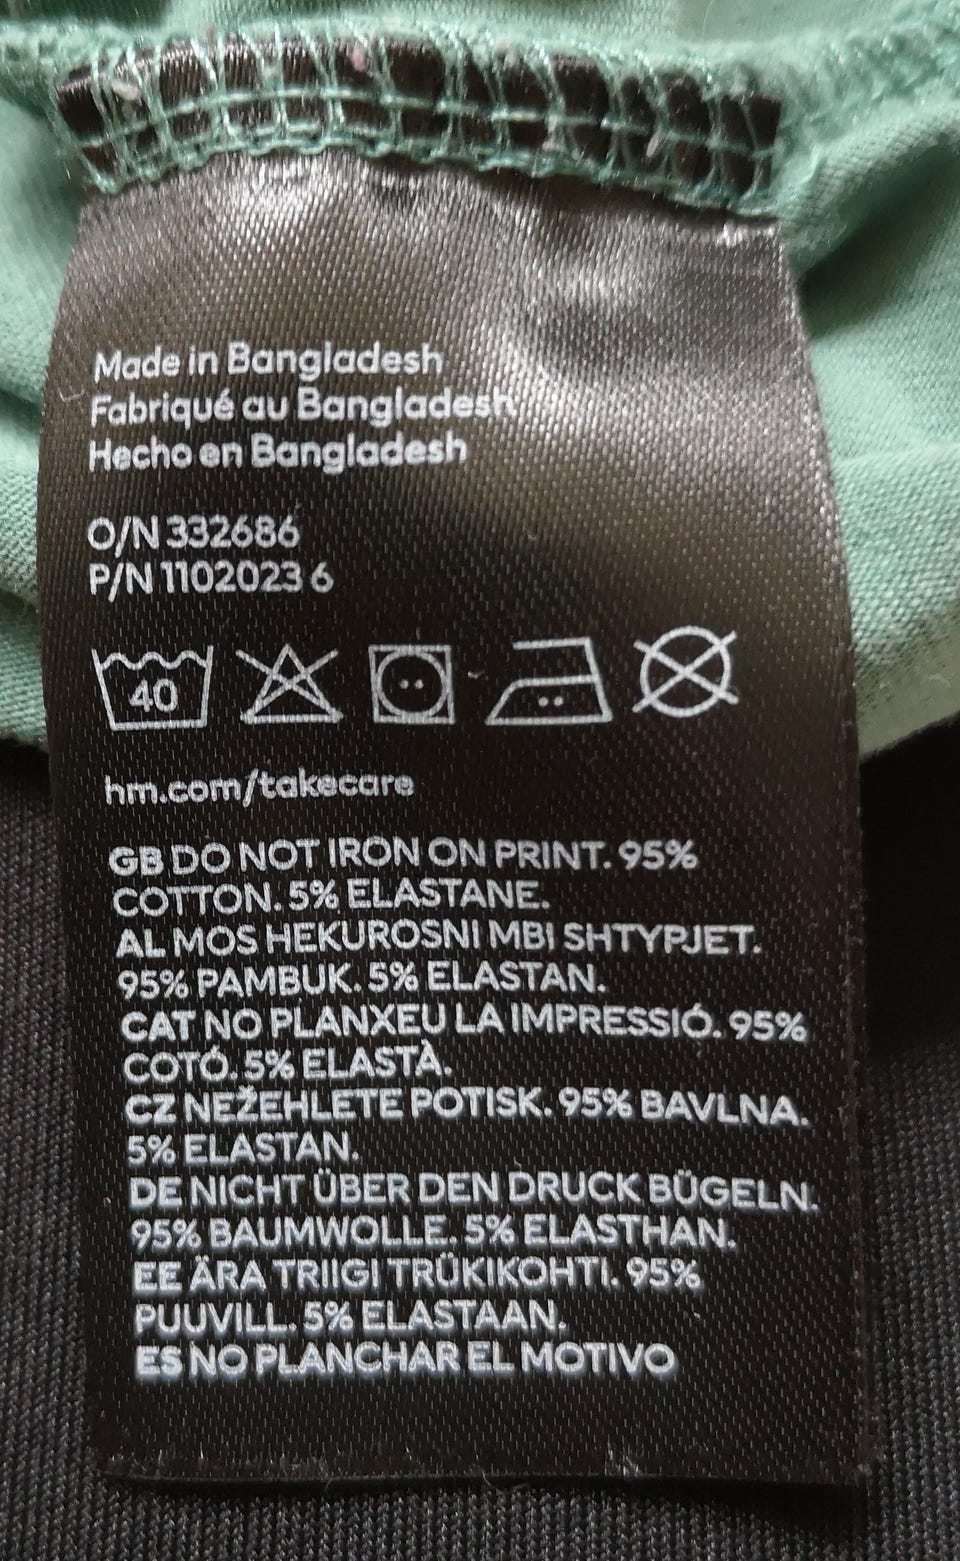 Made in Bangladesh
Fabriqué au Bangladesh
Hecho en Bangladesh
O/N 332686
P/N 11020236
40
hm.com/takecare
GB DO NOT IRON ON PRINT. 95%
COTTON. 5% ELASTANE.
AL MOS HEKUROSNI MBI SHTYPJET.
95% PAMBUK. 5% ELASTAN.
CAT NO PLANXEU LA IMPRESSIÓ. 95%
COTÓ. 5% ELASTÀ.
CZ NEŽEHLETE POTISK. 95% BAVLNA.
5% ELASTAN.
DE NICHT ÜBER DEN DRUCK BÜGELN.
95% BAUMWOLLE. 5% ELASTHAN.
EE ÄRA TRIIGI TRÜKIKOHTI. 95%
PUUVILL. 5% ELASTAAN.
ES NO PLANCHAR EL MOTIVO